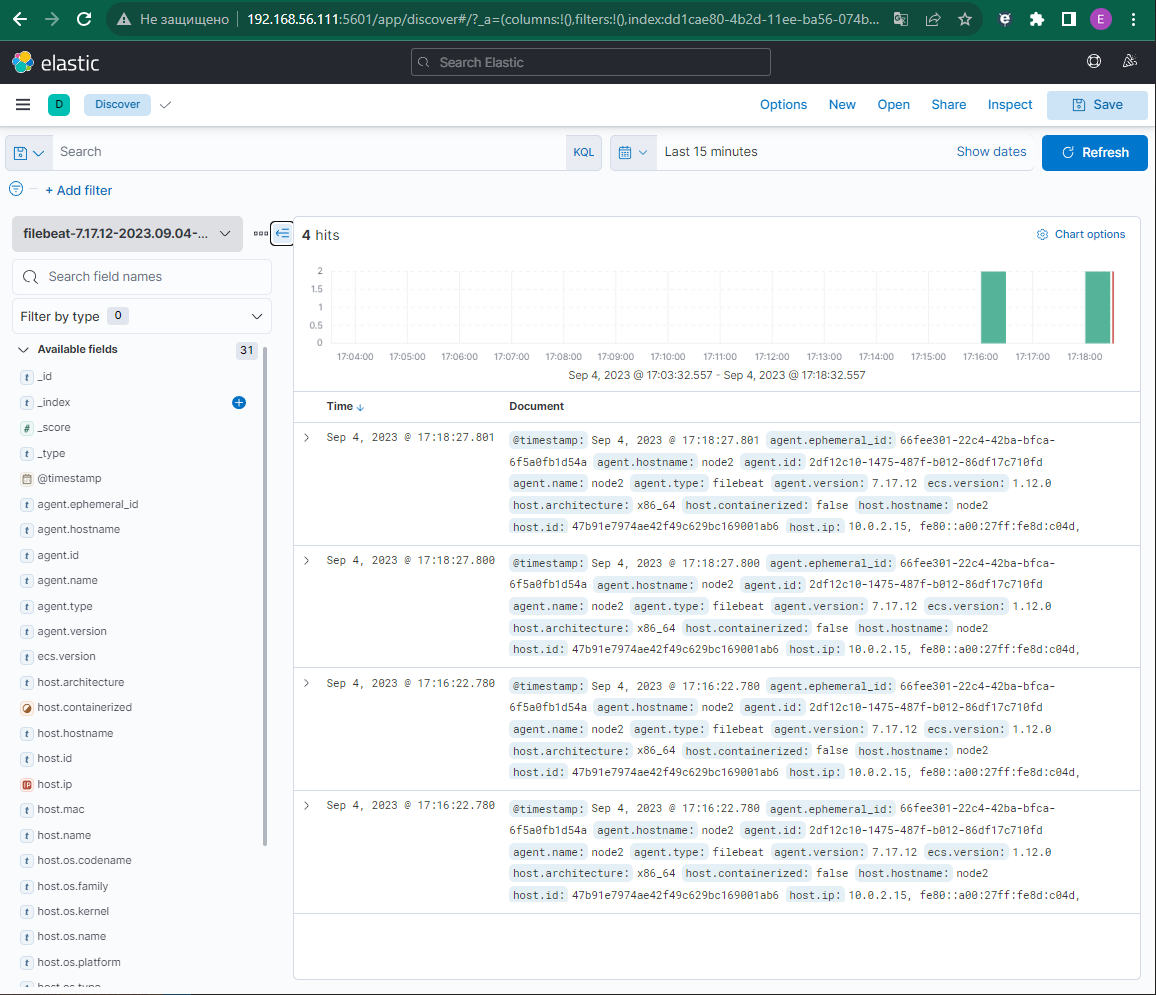 Не защищено 192.168.56.111:5601/app/discover#/?_a=(columns:!(),filters:!(),index:dd1cae80-4b2d-11ee-ba56-074b... E
elastic Search Elastic
D Discover Options New Open Share Inspect Save
Search KQL Last 15 minutes Show dates Refresh
+ Add filter
filebeat-7.17.12-2023.09.04-...
Search field names
Filter by type 0
Available fields 31
t _id
t _index
# _score
t _type
@timestamp
t agent.ephemeral_id
t agent.hostname
t agent.id
t agent.name
t agent.type
t agent.version
t ecs.version
t host.architecture
host.containerized
t host.hostname
t host.id
IP host.ip
t host.mac
t host.name
t host.os.codename
t host.os.family
t host.os.kernel
t host.os.name
t host.os.platform
t host.os.type
4 hits Chart options
2
1.5
1
0.5
0
17:04:00 17:05:00 17:06:00 17:07:00 17:08:00 17:09:00 17:10:00 17:11:00 17:12:00 17:13:00 17:14:00 17:15:00 17:16:00 17:17:00 17:18:00
Sep 4, 2023 @ 17:03:32.557 - Sep 4, 2023 @ 17:18:32.557
Time Document
Sep 4, 2023 @ 17:18:27.801 @timestamp: Sep 4, 2023 @ 17:18:27.801 agent.ephemeral_id: 66fee301-22c4-42ba-bfca-
6f5a0fb1d54a agent.hostname: node2 agent.id: 2df12c10-1475-487f-b012-86df17c710fd
agent.name: node2 agent.type: filebeat agent.version: 7.17.12 ecs.version: 1.12.0
host.architecture: x86_64 host.containerized: false host.hostname: node2
host.id: 47b91e7974ae42f49c629bc169001ab6 host.ip: 10.0.2.15, fe80::a00:27ff:fe8d:c04d,
Sep 4, 2023 @ 17:18:27.800 @timestamp: Sep 4, 2023 @ 17:18:27.800 agent.ephemeral_id: 66fee301-22c4-42ba-bfca-
6f5a0fb1d54a agent.hostname: node2 agent.id: 2df12c10-1475-487f-b012-86df17c710fd
agent.name: node2 agent.type: filebeat agent.version: 7.17.12 ecs.version: 1.12.0
host.architecture: x86_64 host.containerized: false host.hostname: node2
host.id: 47b91e7974ae42f49c629bc169001ab6 host.ip: 10.0.2.15, fe80::a00:27ff:fe8d:c04d,
Sep 4, 2023 @ 17:16:22.780 @timestamp: Sep 4, 2023 @ 17:16:22.780 agent.ephemeral_id: 66fee301-22c4-42ba-bfca-
6f5a0fb1d54a agent.hostname: node2 agent.id: 2df12c10-1475-487f-b012-86df17c710fd
agent.name: node2 agent.type: filebeat agent.version: 7.17.12 ecs.version: 1.12.0
host.architecture: x86_64 host.containerized: false host.hostname: node2
host.id: 47b91e7974ae42f49c629bc169001ab6 host.ip: 10.0.2.15, fe80::a00:27ff:fe8d:c04d,
Sep 4, 2023 @ 17:16:22.780 @timestamp: Sep 4, 2023 @ 17:16:22.780 agent.ephemeral_id: 66fee301-22c4-42ba-bfca-
6f5a0fb1d54a agent.hostname: node2 agent.id: 2df12c10-1475-487f-b012-86df17c710fd
agent.name: node2 agent.type: filebeat agent.version: 7.17.12 ecs.version: 1.12.0
host.architecture: x86_64 host.containerized: false host.hostname: node2
host.id: 47b91e7974ae42f49c629bc169001ab6 host.ip: 10.0.2.15, fe80::a00:27ff:fe8d:c04d,